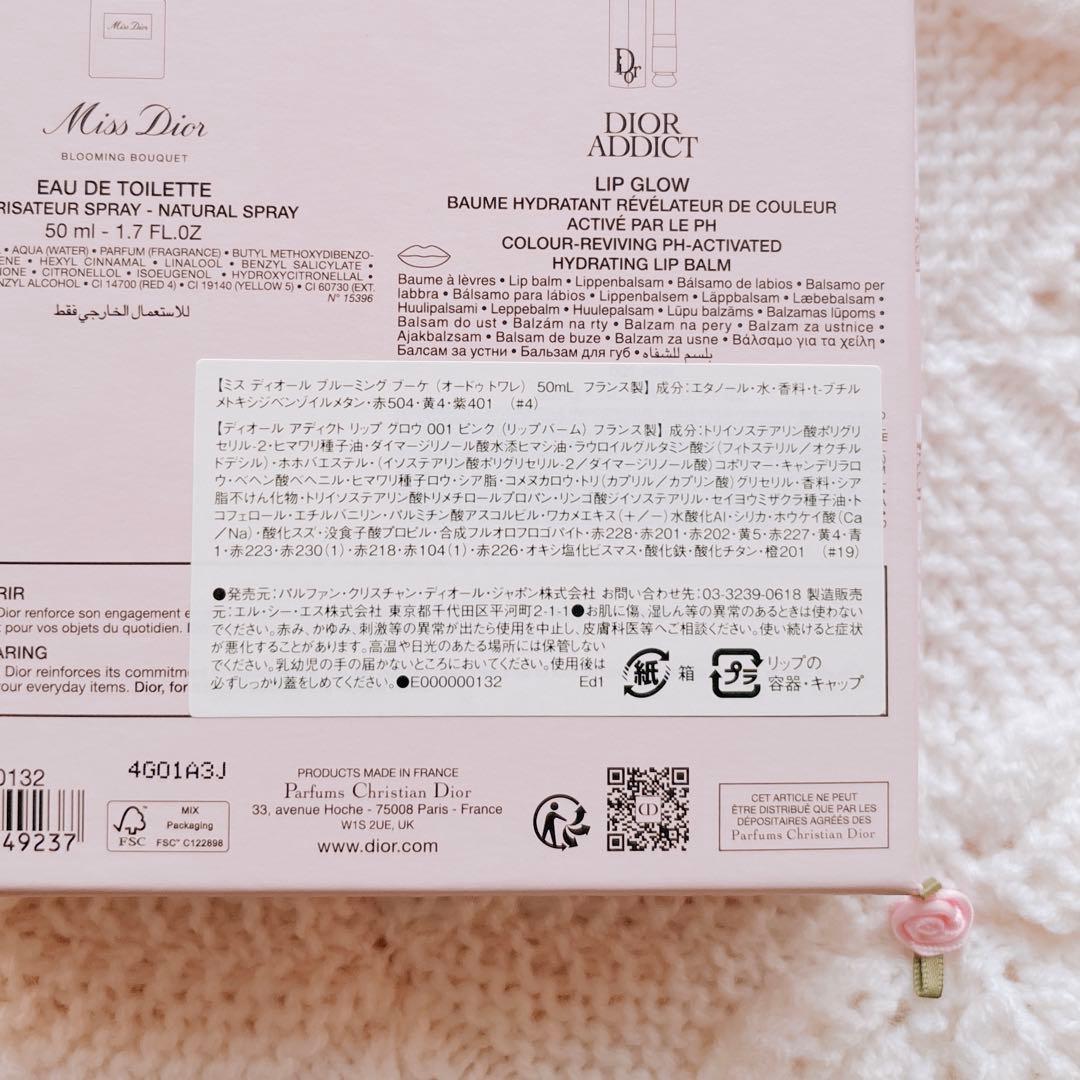 Miss Dior
Miss Dior
BLOOMING BOUQUET
EAU DE TOILETTE
RISATEUR SPRAY - NATURAL SPRAY
50 ml - 1.7 FL.OZ
• AQUA (WATER) • PARFUM (FRAGRANCE) • BUTYL METHOXYDIBENZO-
ENE • HEXYL CINNAMAL • LINALOOL • BENZYL SALICYLATE •
IONE • CITRONELLOL • ISOEUGENOL • HYDROXYCITRONELLAL •
NZYL ALCOHOL • CI 14700 (RED 4) • CI 19140 (YELLOW 5) • CI 60730 (EXT.
N° 15396
للاستعمال الخارجي فقط
Dior
DIOR
ADDICT
LIP GLOW
BAUME HYDRATANT RÉVÉLATEUR DE COULEUR
ACTIVÉ PAR LE PH
COLOUR-REVIVING PH-ACTIVATED
HYDRATING LIP BALM
Baume à lèvres • Lip balm • Lippenbalsam • Bálsamo de labios • Balsamo per
labbra • Bálsamo para lábios • Lippenbalsem • Läppbalsam • Læbebalsam •
Huulipalsami • Leppebalm • Huulepalsam • Lūpu balzāms • Balzamas lūpoms •
Balsam do ust • Balzám na rty • Balzam na pery • Balzam za ustnice •
Ajakbalzsam • Balsam de buze • Balzam za usne • Βάλσαμο για τα χείλη •
Балсам за устни • Бальзам для губ • بلسم للشفاه
【ミス ディオール ブルーミング ブーケ（オードゥ トワレ） 50mL フランス製】成分：エタノール・水・香料・t-ブチル
メトキシジベンゾイルメタン・赤504・黄4・紫401 (#4)
【ディオール アディクト リップ グロウ 001 ピンク（リップバーム）フランス製】成分：トリイソステアリン酸ポリグリ
セリル-2・ヒマワリ種子油・ダイマージリノール酸水添ヒマシ油・ラウロイルグルタミン酸ジ（フィトステリル／オクチル
ドデシル）・ホホバエステル・（イソステアリン酸ポリグリセリル-2／ダイマージリノール酸）コポリマー・キャンデリラロ
ウ・ベヘン酸ベヘニル・ヒマワリ種子ロウ・シア脂・コメヌカロウ・トリ（カプリル／カプリン酸）グリセリル・香料・シア
脂不けん化物・トリイソステアリン酸トリメチロールプロパン・リンゴ酸ジイソステアリル・セイヨウミザクラ種子油・ト
コフェロール・エチルバニリン・パルミチン酸アスコルビル・ワカメエキス（＋／－）水酸化Al・シリカ・ホウケイ酸（Ca
／Na）・酸化スズ・没食子酸プロピル・合成フルオロフロゴパイト・赤228・赤201・赤202・黄5・赤227・黄4・青
1・赤223・赤230（1）・赤218・赤104（1）・赤226・オキシ塩化ビスマス・酸化鉄・酸化チタン・橙201 (#19)
●発売元：パルファン・クリスチャン・ディオール・ジャポン株式会社 お問い合わせ先：03-3239-0618 製造販売
元：エル・シー・エス株式会社 東京都千代田区平河町2-1-1●お肌に傷、湿しん等の異常のあるときは使わない
でください。赤み、かゆみ、刺激等の異常が出たら使用を中止し、皮膚科医等へご相談ください。使い続けると症状
が悪化することがあります。高温や日光のあたる場所には保管しない
でください。乳幼児の手の届かないところにおいてください。使用後は
必ずしっかり蓋をしめてください。●E000000132 Ed1
紙 箱
プラ リップの
容器・キャップ
RIR
Dior renforce son engagement e
t pour vos objets du quotidien.
ARING
Dior reinforces its commitm
our everyday items. Dior, for
0132
49237
4G01A3J
FSC
MIX
Packaging
FSC™ C122898
PRODUCTS MADE IN FRANCE
Parfums Christian Dior
33, avenue Hoche - 75008 Paris - France
W1S 2UE, UK
www.dior.com
CD
CET ARTICLE NE PEUT
ÊTRE DISTRIBUÉ QUE PAR LES
DÉPOSITAIRES AGRÉÉS DES
Parfums Christian Dior